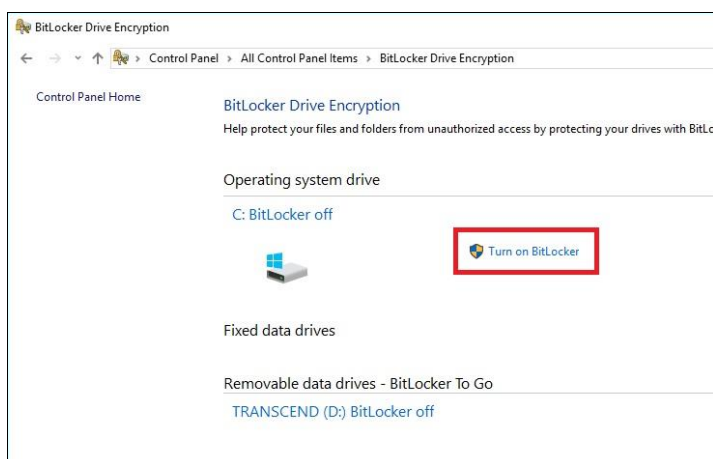 BitLocker Drive Encryption
Control Panel > All Control Panel Items > BitLocker Drive Encryption
Control Panel Home
BitLocker Drive Encryption
Help protect your files and folders from unauthorized access by protecting your drives with BitLo
Operating system drive
C: BitLocker off
Turn on BitLocker
Fixed data drives
Removable data drives - BitLocker To Go
TRANSCEND (D:) BitLocker off